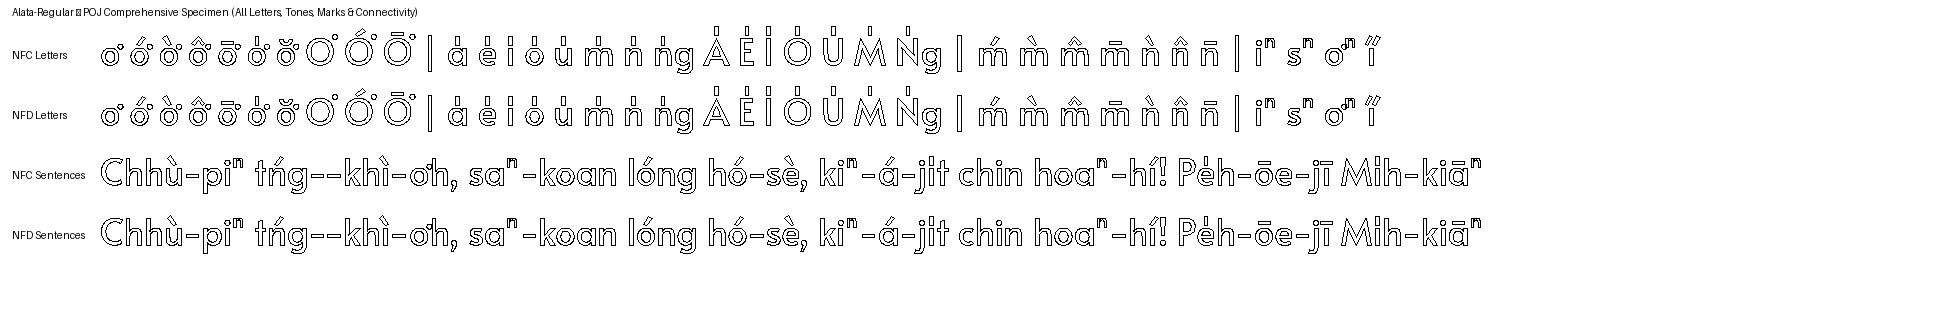 Alata-Regular ☒ POJ Comprehensive Specimen (All Letters, Tones, Marks & Connectivity)
NFC Letters o͘ ó͘ ò͘ ô͘ ō͘ o̍͘ ŏ͘ O͘ Ó͘ Ō͘ | a̍ e̍ i̍ o̍ u̍ m̍ n̍ n̍g A̍ E̍ I̍ O̍ U̍ M̍ N̍g | ḿ m̀ m̂ m̄ ǹ n̂ n̄ | iⁿ sⁿ o͘ⁿ i̋
NFD Letters o͘ ó͘ ò͘ ô͘ ō͘ o̍͘ ŏ͘ O͘ Ó͘ Ō͘ | a̍ e̍ i̍ o̍ u̍ m̍ n̍ n̍g A̍ E̍ I̍ O̍ U̍ M̍ N̍g | ḿ m̀ m̂ m̄ ǹ n̂ n̄ | iⁿ sⁿ o͘ⁿ i̋
NFC Sentences Chhù-piⁿ tńg--khì-o͘h, saⁿ-koan lóng hó-sè, kiⁿ-á-ji̍t chin hoaⁿ-hí! Pe̍h-ōe-jī Mi̍h-kiāⁿ
NFD Sentences Chhù-piⁿ tńg--khì-o͘h, saⁿ-koan lóng hó-sè, kiⁿ-á-ji̍t chin hoaⁿ-hí! Pe̍h-ōe-jī Mi̍h-kiāⁿ